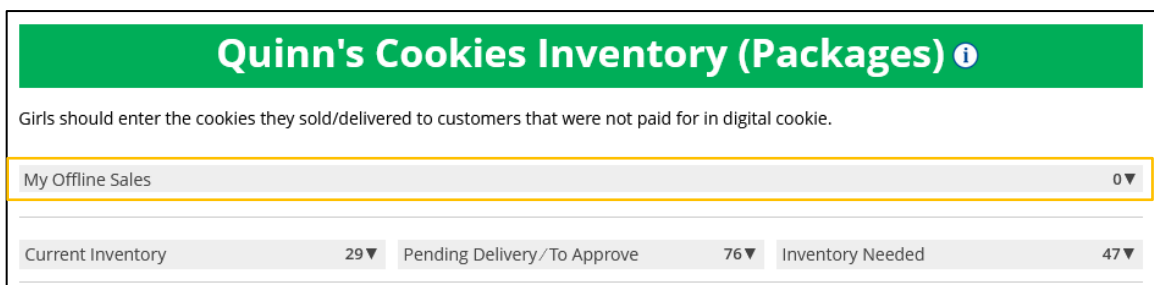 Quinn's Cookies Inventory (Packages) i
Girls should enter the cookies they sold/delivered to customers that were not paid for in digital cookie.
My Offline Sales 0▼
Current Inventory 29▼ Pending Delivery/To Approve 76▼ Inventory Needed 47▼